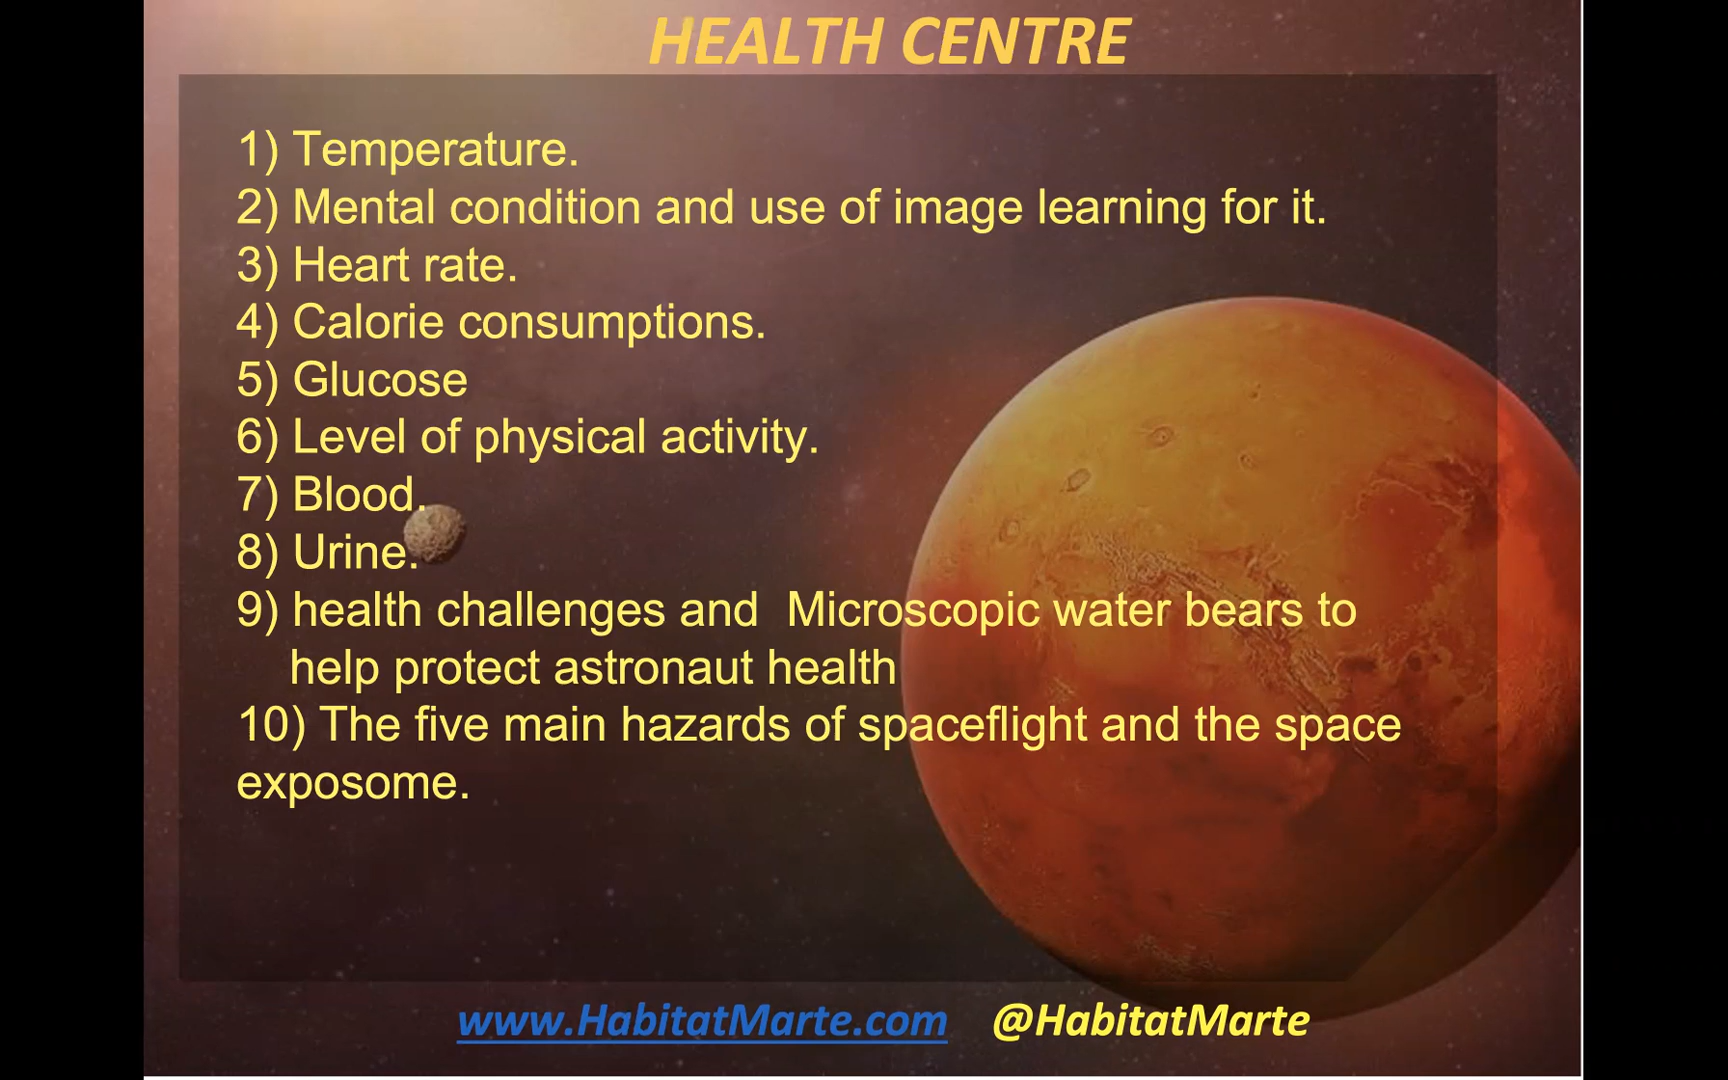 HEALTH CENTRE
1) Temperature.
2) Mental condition and use of image learning for it.
3) Heart rate.
4) Calorie consumptions.
5) Glucose
6) Level of physical activity.
7) Blood.
8) Urine.
9) health challenges and  Microscopic water bears to
help protect astronaut health
10) The five main hazards of spaceflight and the space
exposome.
www.HabitatMarte.com @HabitatMarte